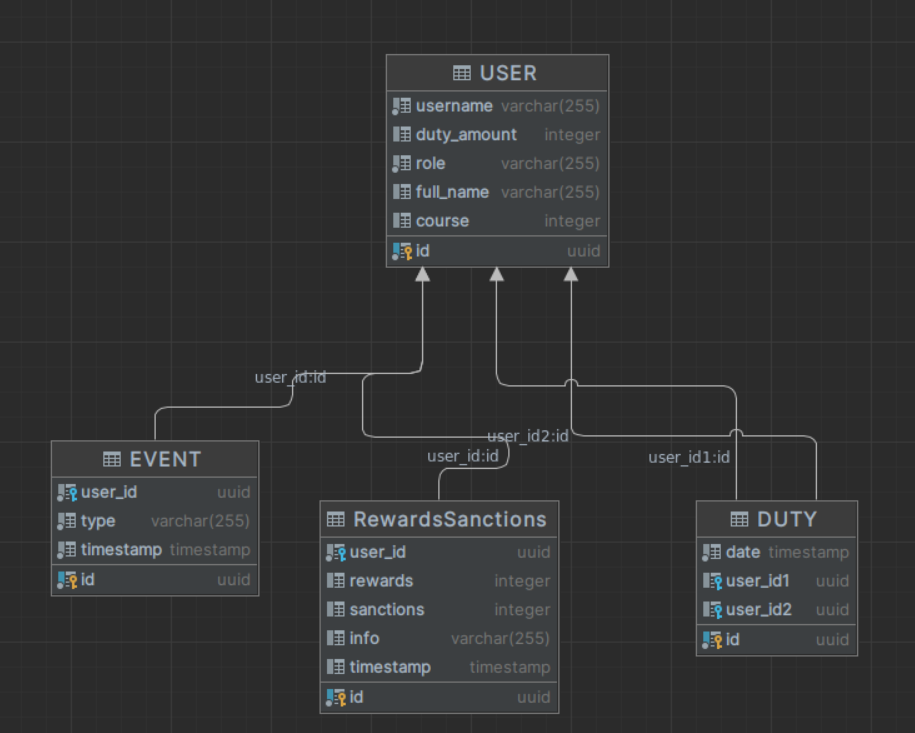 USER
username varchar(255)
duty_amount integer
role varchar(255)
full_name varchar(255)
course integer
id uuid
user_id:id
user_id2:id
user_id:id
user_id1:id
EVENT
user_id uuid
type varchar(255)
timestamp timestamp
id uuid
RewardsSanctions
user_id uuid
rewards integer
sanctions integer
info varchar(255)
timestamp timestamp
id uuid
DUTY
date timestamp
user_id1 uuid
user_id2 uuid
id uuid